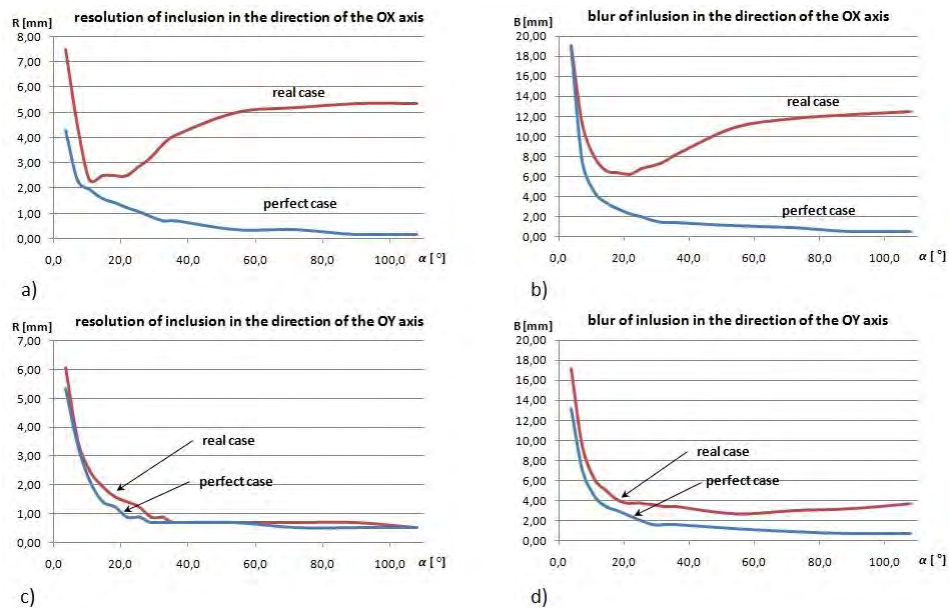 R [mm] resolution of inclusion in the direction of the OX axis
8,00
7,00
6,00
5,00
4,00
3,00
2,00
1,00
0,00
real case
perfect case
0,0 20,0 40,0 60,0 80,0 100,0 α [°]
a)
B [mm] blur of inlusion in the direction of the OX axis
20,00
18,00
16,00
14,00
12,00
10,00
8,00
6,00
4,00
2,00
0,00
real case
perfect case
0,0 20,0 40,0 60,0 80,0 100,0 α [°]
b)
R [mm] resolution of inclusion in the direction of the OY axis
7,00
6,00
5,00
4,00
3,00
2,00
1,00
0,00
real case
perfect case
0,0 20,0 40,0 60,0 80,0 100,0 α [°]
c)
B [mm] blur of inlusion in the direction of the OY axis
20,00
18,00
16,00
14,00
12,00
10,00
8,00
6,00
4,00
2,00
0,00
real case
perfect case
0,0 20,0 40,0 60,0 80,0 100,0 α [°]
d)